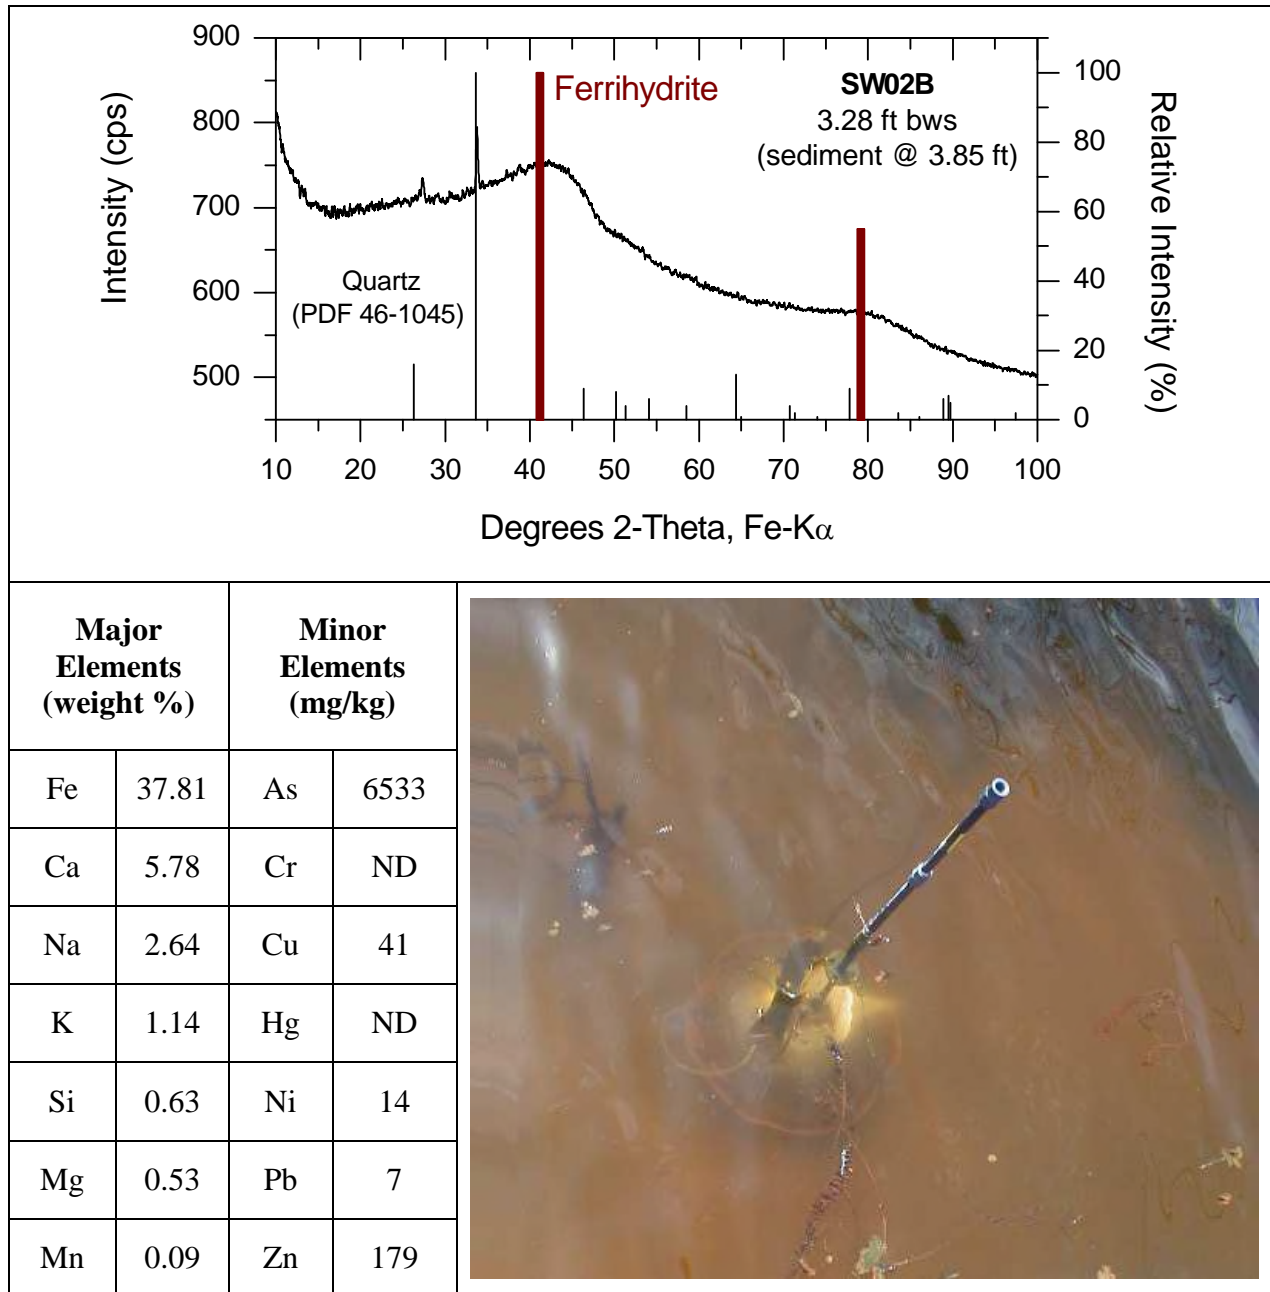 900
800
700
600
500
Intensity (cps)
Ferrihydrite
SW02B
3.28 ft bws
(sediment @ 3.85 ft)
Quartz
(PDF 46-1045)
100
80
60
40
20
0
Relative Intensity (%)
10 20 30 40 50 60 70 80 90 100
Degrees 2-Theta, Fe-Kα
Major Elements (weight %) Minor Elements (mg/kg)
Fe 37.81 As 6533
Ca 5.78 Cr ND
Na 2.64 Cu 41
K 1.14 Hg ND
Si 0.63 Ni 14
Mg 0.53 Pb 7
Mn 0.09 Zn 179